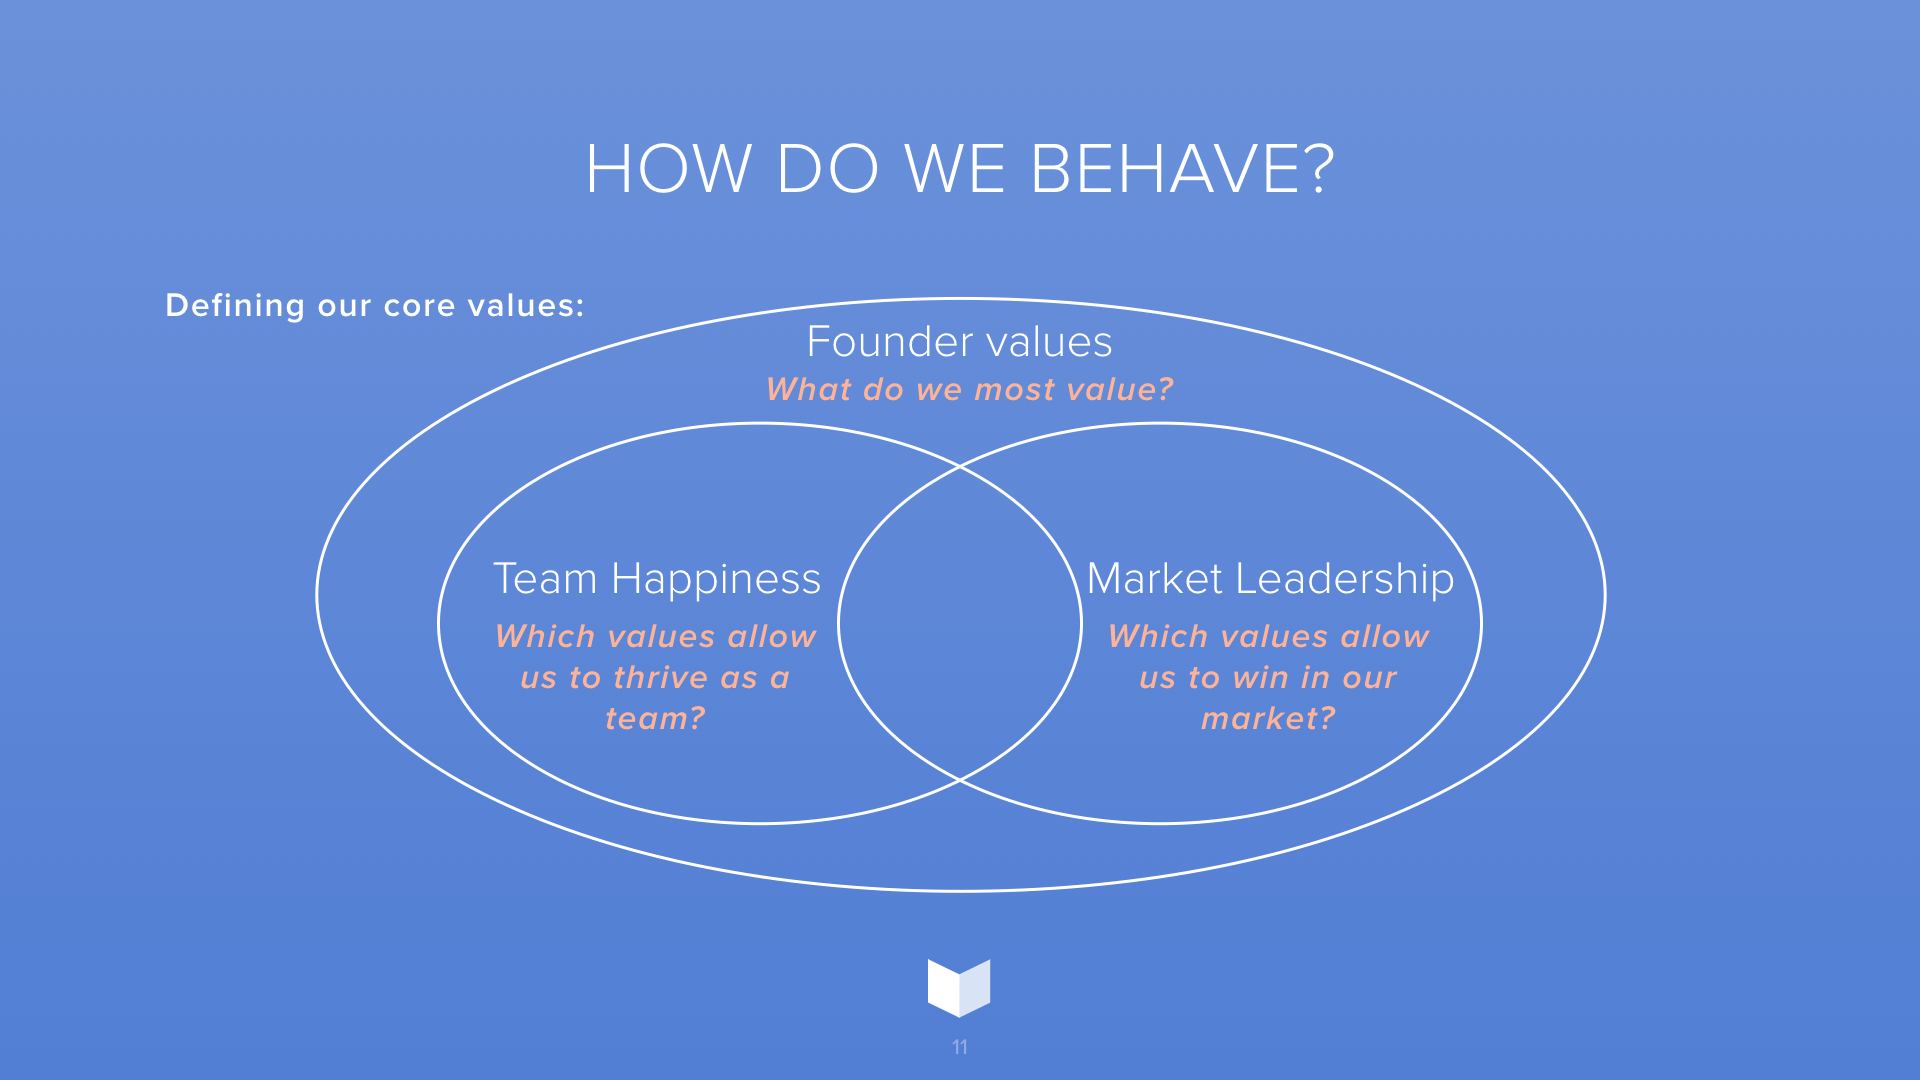 HOW DO WE BEHAVE?
Defining our core values:
Founder values
What do we most value?
Team Happiness
Which values allow
us to thrive as a
team?
Market Leadership
Which values allow
us to win in our
market?
11